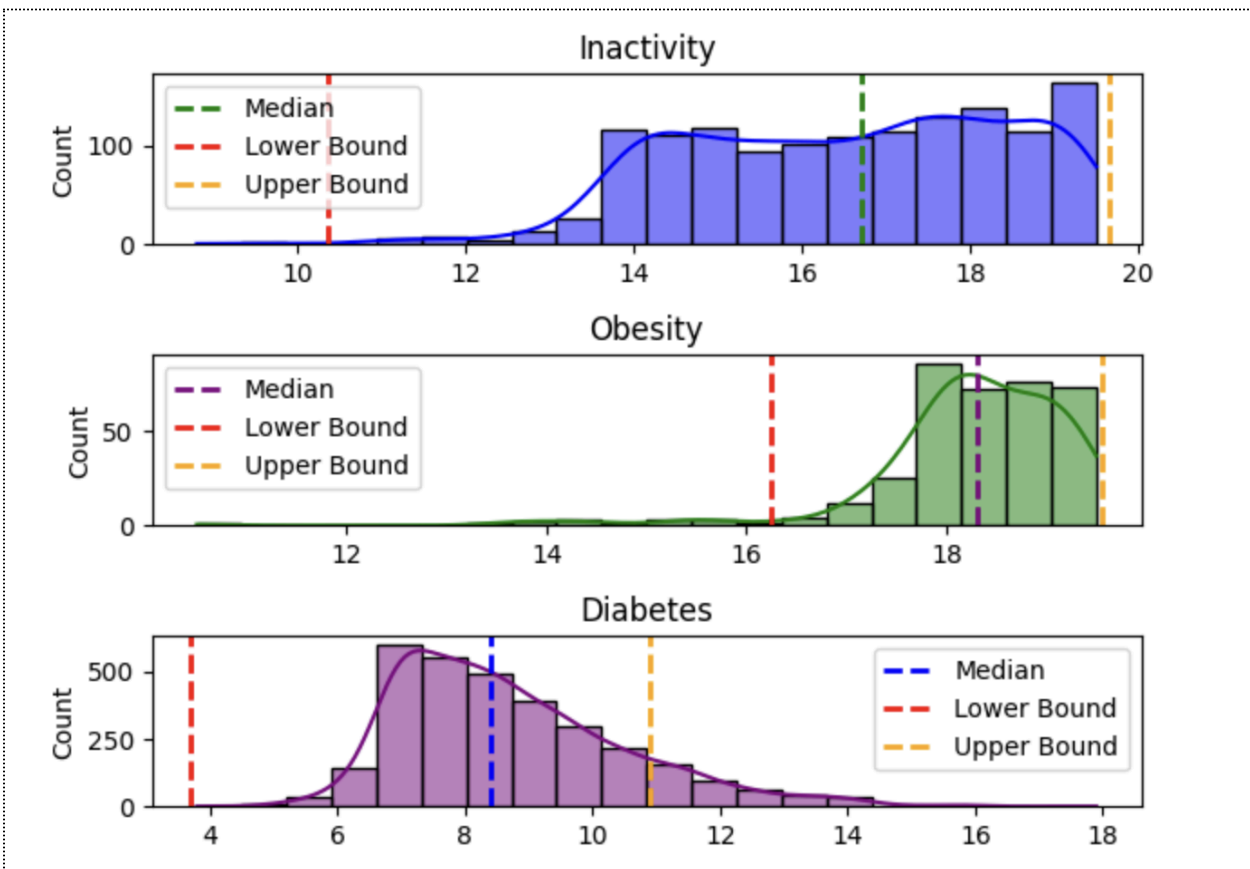 Inactivity
Median
Lower Bound
Upper Bound
Count
100
0
10 12 14 16 18 20
Obesity
Median
Lower Bound
Upper Bound
Count
50
0
12 14 16 18
Diabetes
Median
Lower Bound
Upper Bound
Count
500
250
0
4 6 8 10 12 14 16 18